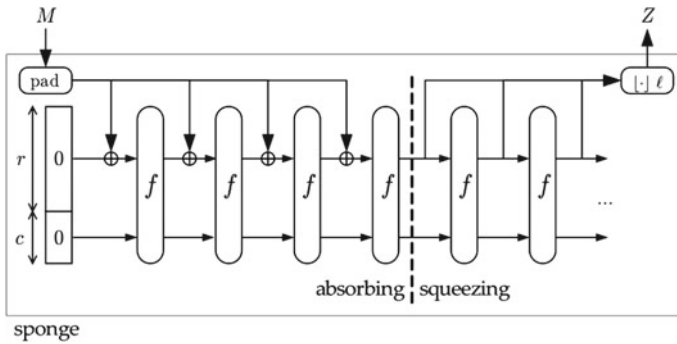 M Z
pad ⌊·⌋ ℓ
r 0 f f f f f f
c 0 ...
absorbing squeezing
sponge